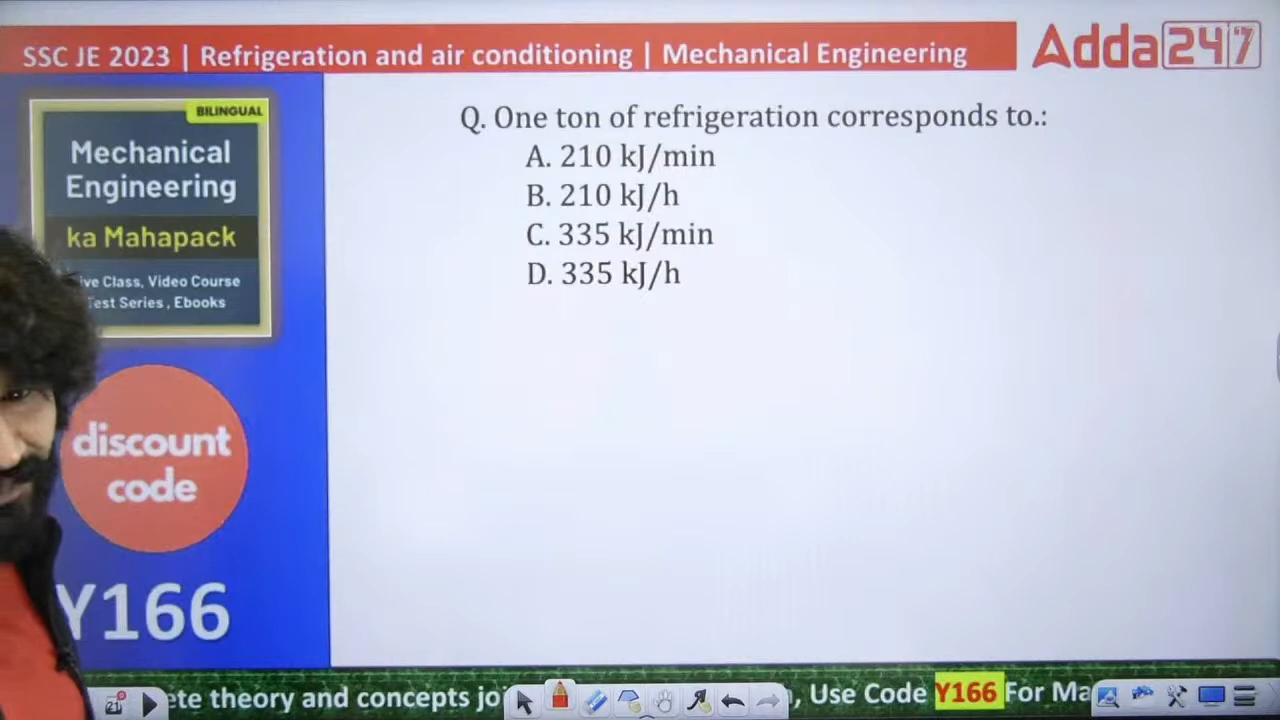 SSC JE 2023 | Refrigeration and air conditioning | Mechanical Engineering
Adda247
BILINGUAL
Mechanical
Engineering
ka Mahapack
ive Class, Video Course
Test Series , Ebooks
discount
code
Y166
Q. One ton of refrigeration corresponds to.:
A. 210 kJ/min
B. 210 kJ/h
C. 335 kJ/min
D. 335 kJ/h
ete theory and concepts joi
, Use Code Y166 For Ma